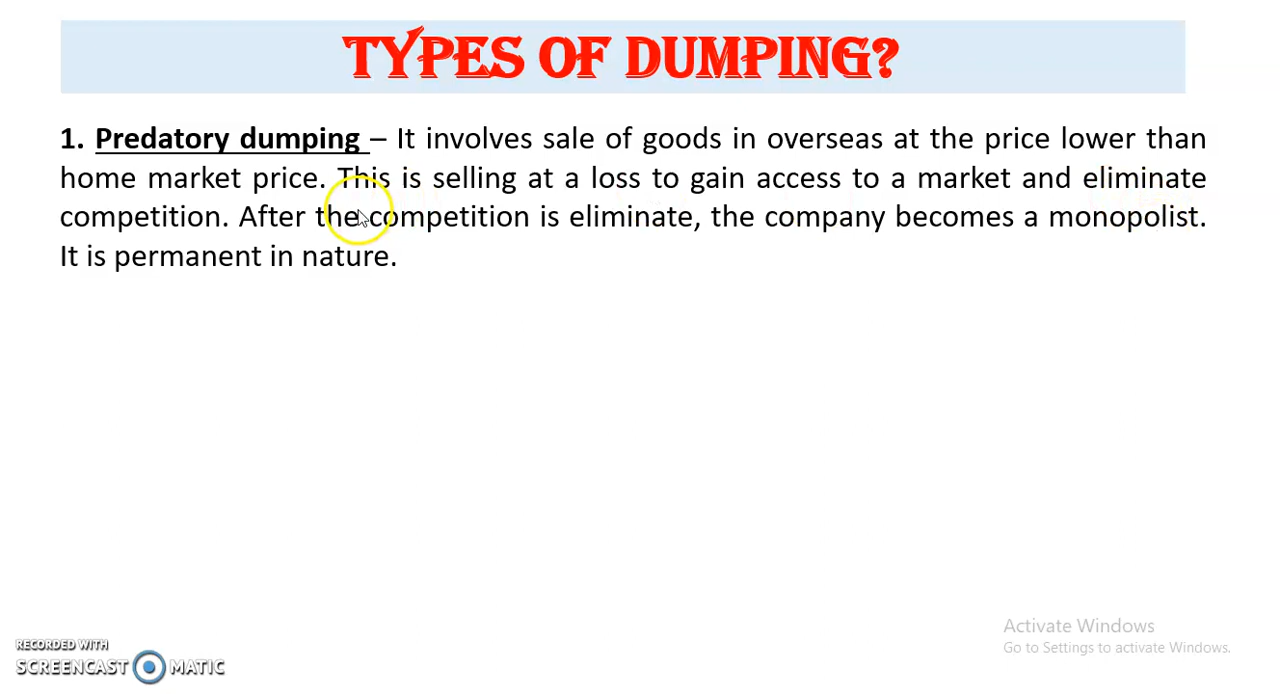 TYPES OF DUMPING?
1. Predatory dumping – It involves sale of goods in overseas at the price lower than
home market price. This is selling at a loss to gain access to a market and eliminate
competition. After the competition is eliminate, the company becomes a monopolist.
It is permanent in nature.
Activate Windows
Go to Settings to activate Windows.
RECORDED WITH
SCREENCAST MATIC